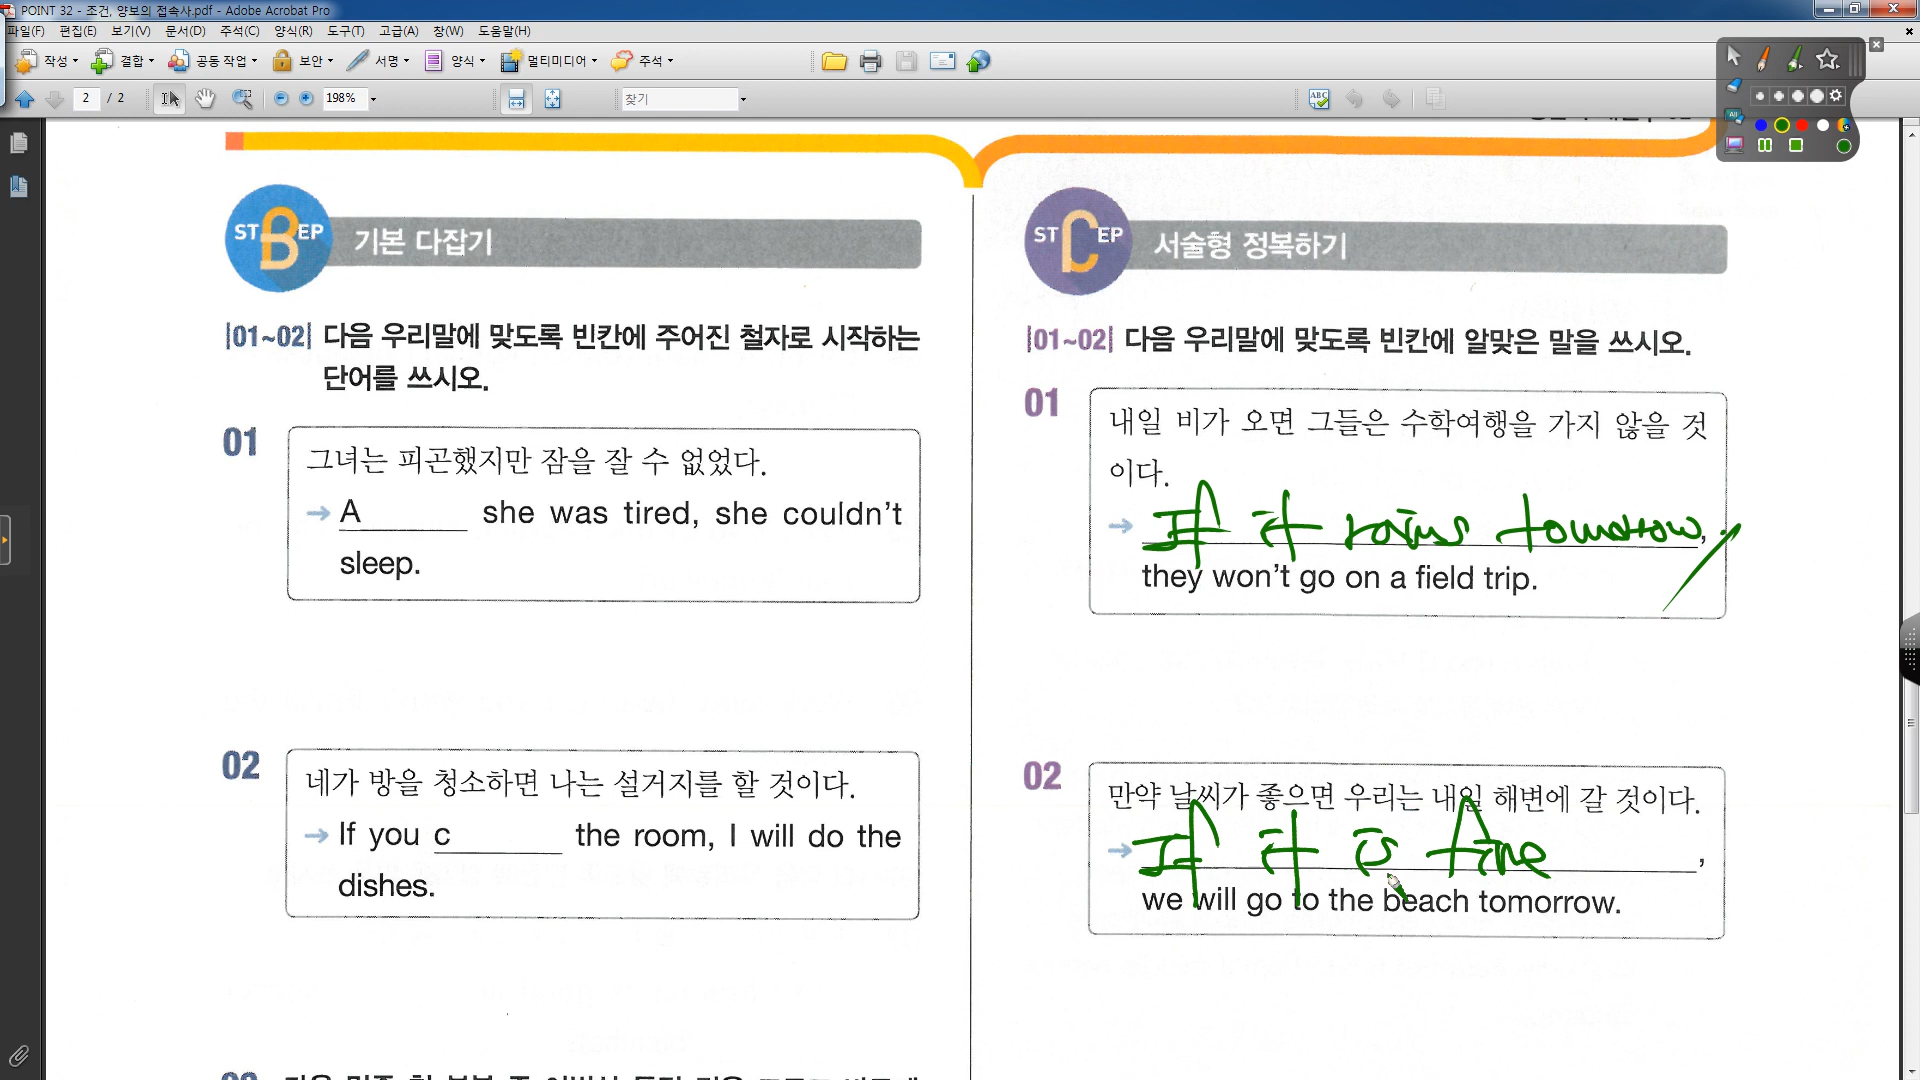 POINT 32 - 조건, 양보의 접속사.pdf - Adobe Acrobat Pro
파일(F) 편집(E) 보기(V) 문서(D) 주석(C) 양식(R) 도구(T) 고급(A) 창(W) 도움말(H)
작성 결합 공동 작업 보안 서명 양식 멀티미디어 주석
2 / 2 198% 찾기
STEP B 기본 다잡기
|01~02| 다음 우리말에 맞도록 빈칸에 주어진 철자로 시작하는
단어를 쓰시오.
01
그녀는 피곤했지만 잠을 잘 수 없었다.
→ A________ she was tired, she couldn't
sleep.
02
네가 방을 청소하면 나는 설거지를 할 것이다.
→ If you c________ the room, I will do the
dishes.
STEP C 서술형 정복하기
|01~02| 다음 우리말에 맞도록 빈칸에 알맞은 말을 쓰시오.
01
내일 비가 오면 그들은 수학여행을 가지 않을 것
이다.
→ If it rains tomorrow,
they won't go on a field trip.
02
만약 날씨가 좋으면 우리는 내일 해변에 갈 것이다.
→ If it is fine ,
we will go to the beach tomorrow.